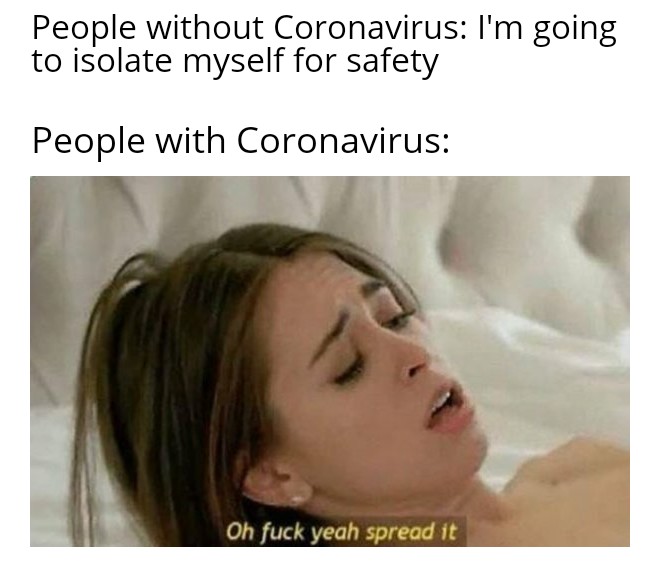 People without Coronavirus: I'm going
to isolate myself for safety
People with Coronavirus:
Oh fuck yeah spread it